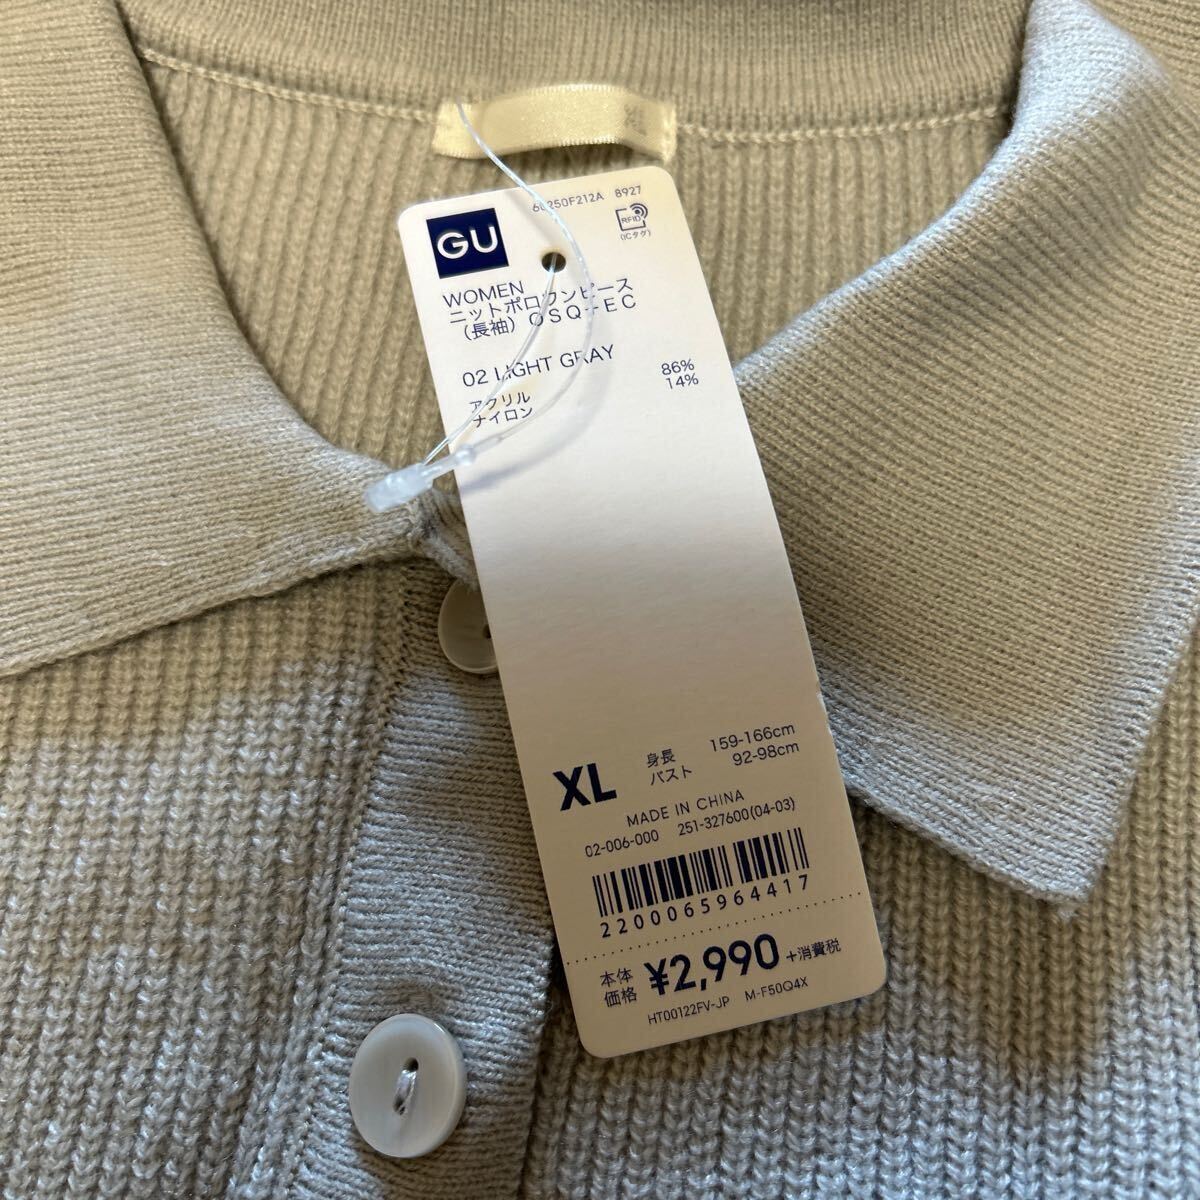 60250F212A 8927
GU
RFID
(ICタグ)
WOMEN
ニットポロワンピース
(長袖) OSQ+EC
02 LIGHT GRAY
アクリル 86%
ナイロン 14%
XL
身長 159-166cm
バスト 92-98cm
MADE IN CHINA
02-006-000 251-327600(04-03)
2200065964417
本体価格 ¥2,990 +消費税
HT00122FV-JP M-F50Q4X